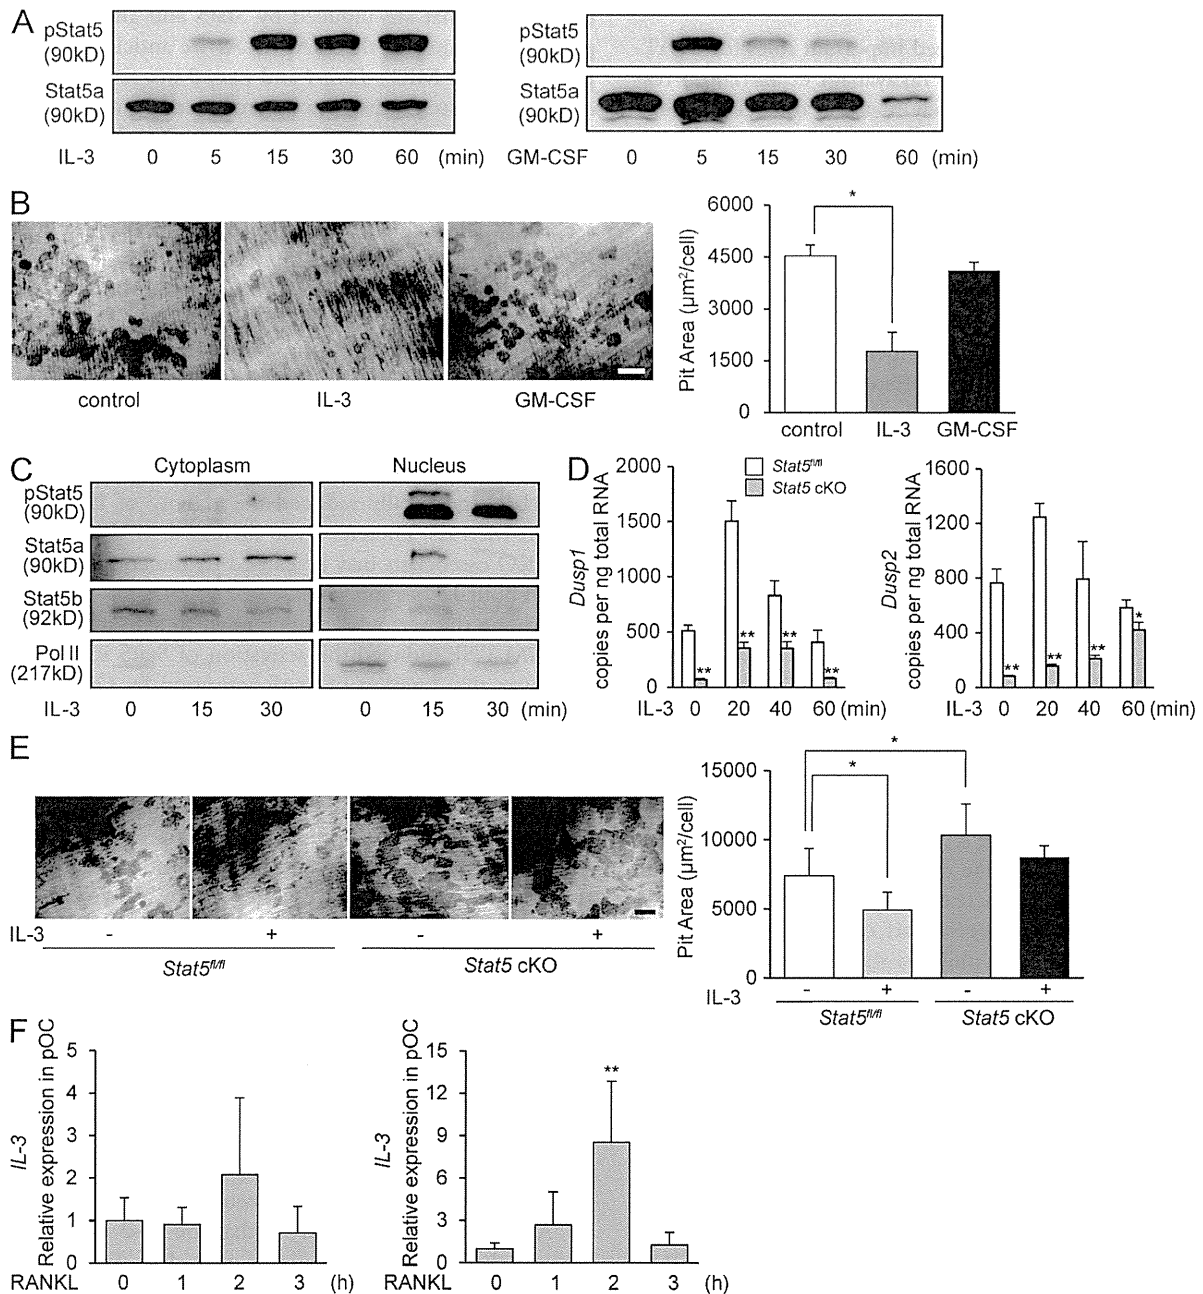 A
pStat5
(90kD)
Stat5a
(90kD)
IL-3 0 5 15 30 60 (min)
pStat5
(90kD)
Stat5a
(90kD)
GM-CSF 0 5 15 30 60 (min)
B
control IL-3 GM-CSF
Pit Area (µm²/cell)
6000
4500
3000
1500
0
*
control IL-3 GM-CSF
C
Cytoplasm Nucleus
pStat5
(90kD)
Stat5a
(90kD)
Stat5b
(92kD)
Pol II
(217kD)
IL-3 0 15 30 0 15 30 (min)
D
Stat5fl/fl
Stat5 cKO
Dusp1
copies per ng total RNA
2000
1500
1000
500
0
** ** ** **
IL-3 0 20 40 60 (min)
Dusp2
copies per ng total RNA
1600
1200
800
400
0
** ** ** *
IL-3 0 20 40 60 (min)
E
IL-3 - + - +
Stat5fl/fl Stat5 cKO
Pit Area (µm²/cell)
15000
10000
5000
0
*
*
IL-3 - + - +
Stat5fl/fl Stat5 cKO
F
IL-3
Relative expression in pOC
5
4
3
2
1
0
RANKL 0 1 2 3 (h)
IL-3
Relative expression in pOC
15
12
9
6
3
0
**
RANKL 0 1 2 3 (h)